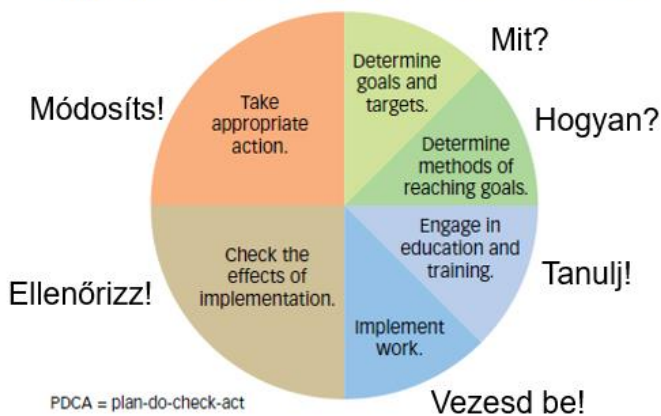 Mit?
Determine
goals and
targets.
Hogyan?
Determine
methods of
reaching goals.
Engage in
education and
training.
Tanulj!
Implement
work.
Vezesd be!
Check the
effects of
implementation.
Ellenőrizz!
Take
appropriate
action.
Módosíts!
PDCA = plan-do-check-act